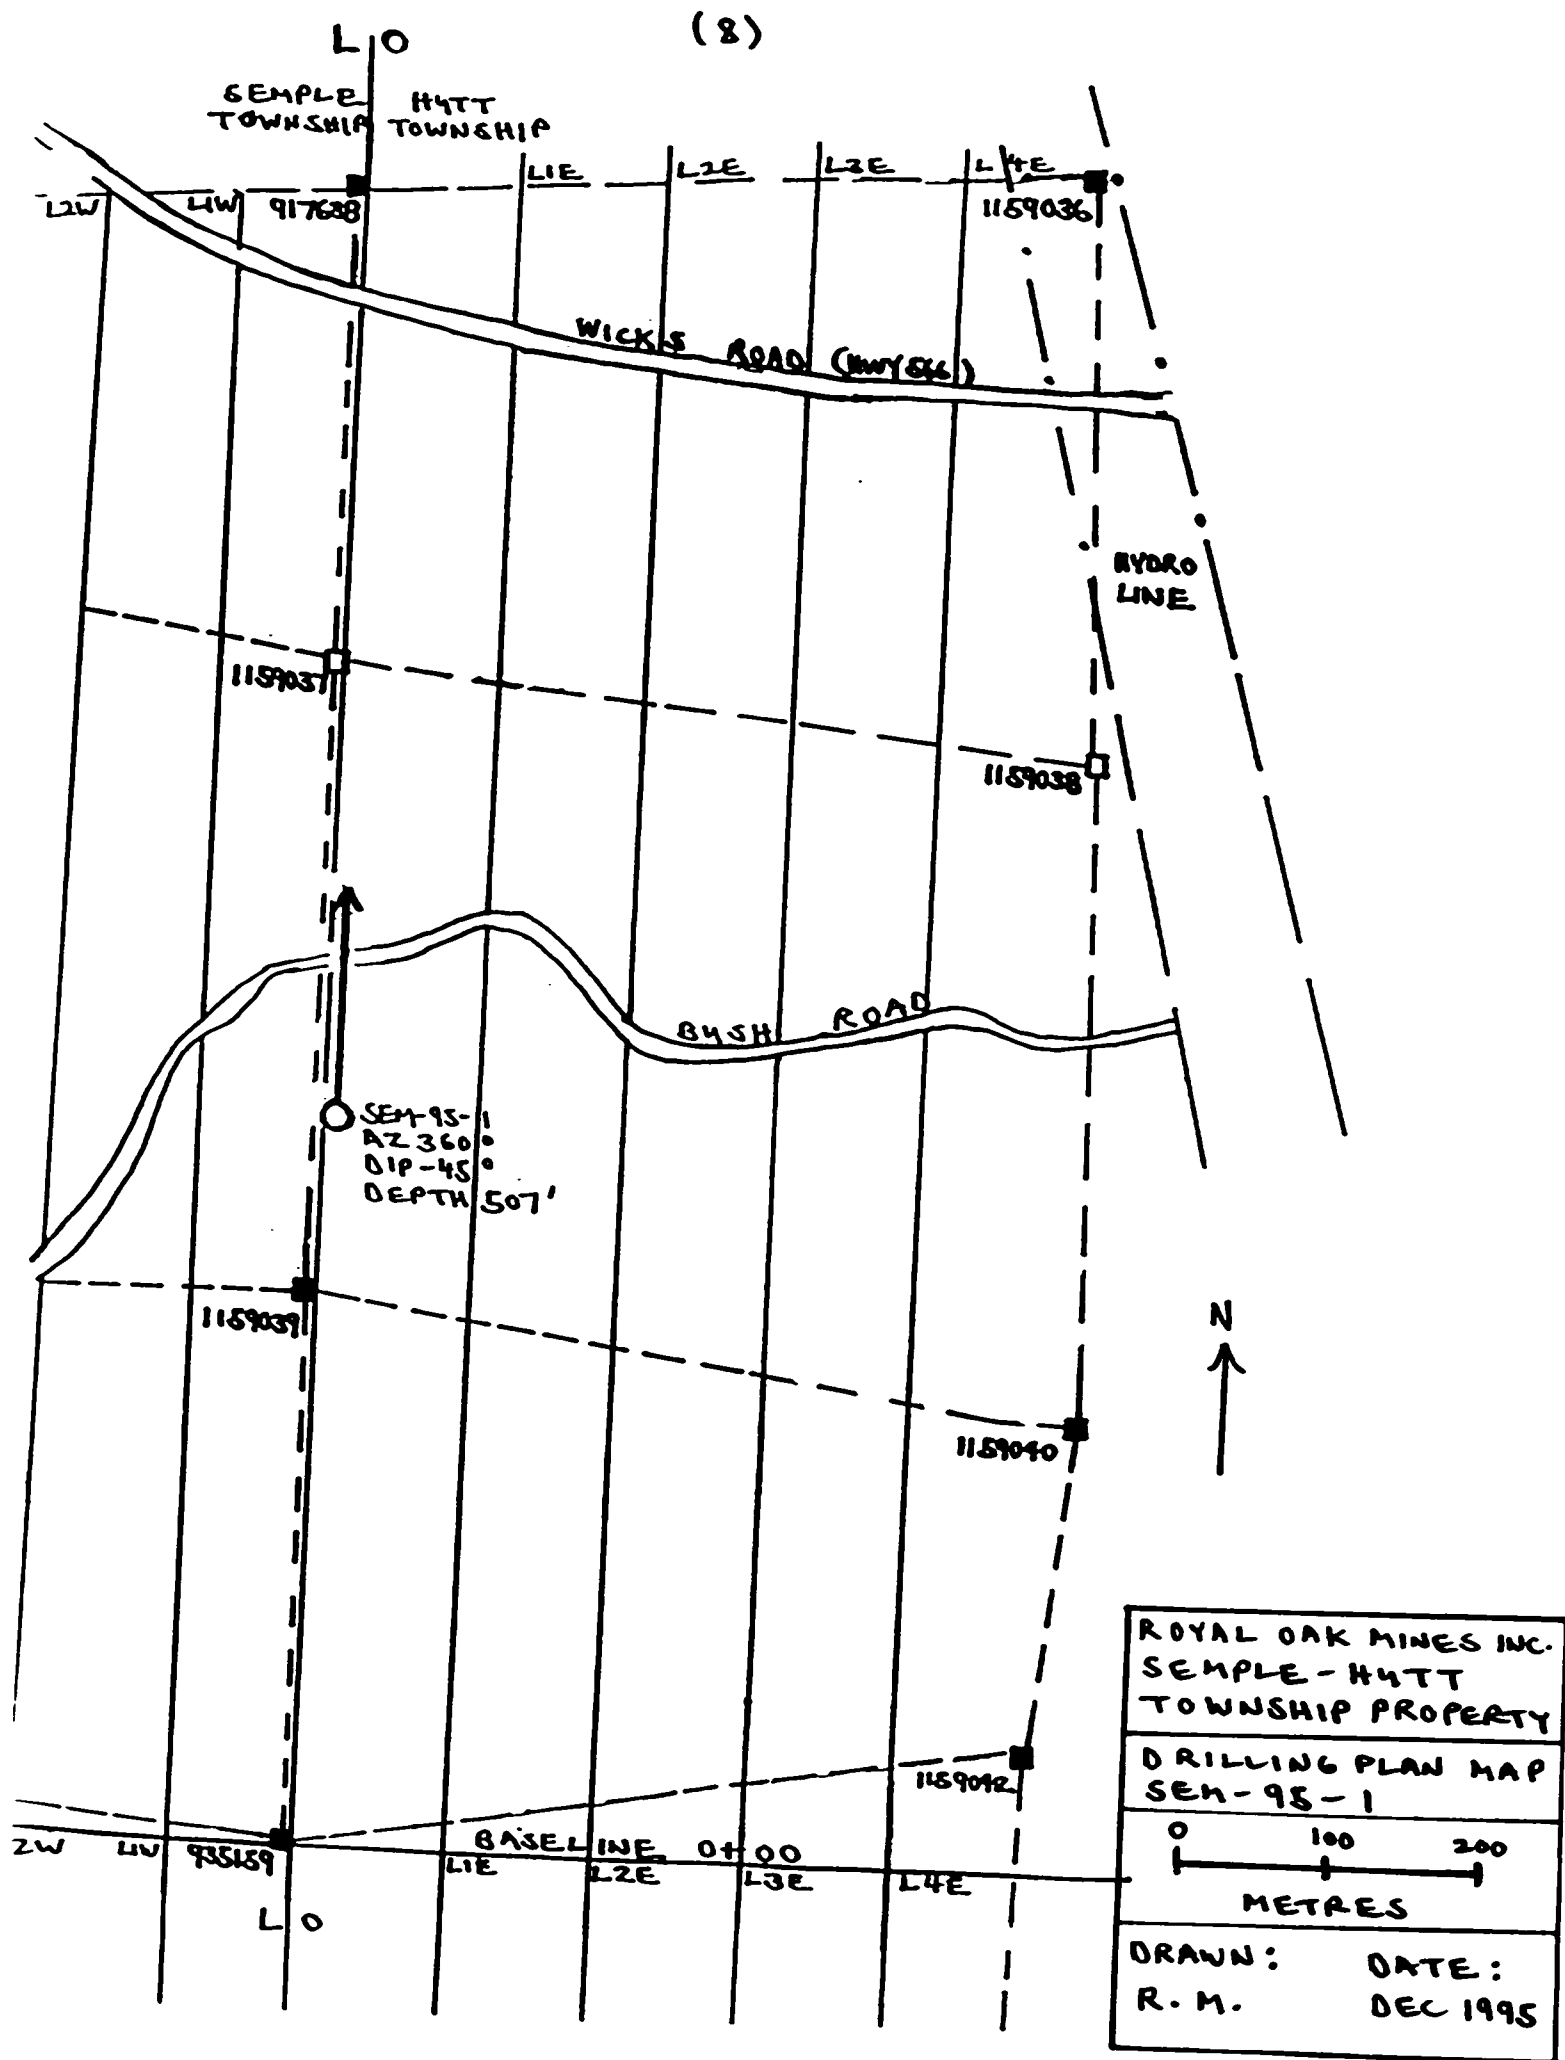 (8)
L O
SEMPLE TOWNSHIP
HYTT TOWNSHIP
L2W
L1W
917638
L1E
L2E
L3E
L4E
1159036
WICKS ROAD (HWY 566)
HYDRO
LINE
1159037
1159038
BUSH ROAD
SEM-95-1
AZ 360°
DIP -45°
DEPTH 507'
1159039
N
1159040
1159042
BASELINE 0+00
2W
L1W
935159
L1E
L2E
L3E
L4E
L O
ROYAL OAK MINES INC.
SEMPLE - HUTT
TOWNSHIP PROPERTY
DRILLING PLAN MAP
SEM-95-1
0 100 200
METRES
DRAWN: DATE:
R. M. DEC 1995